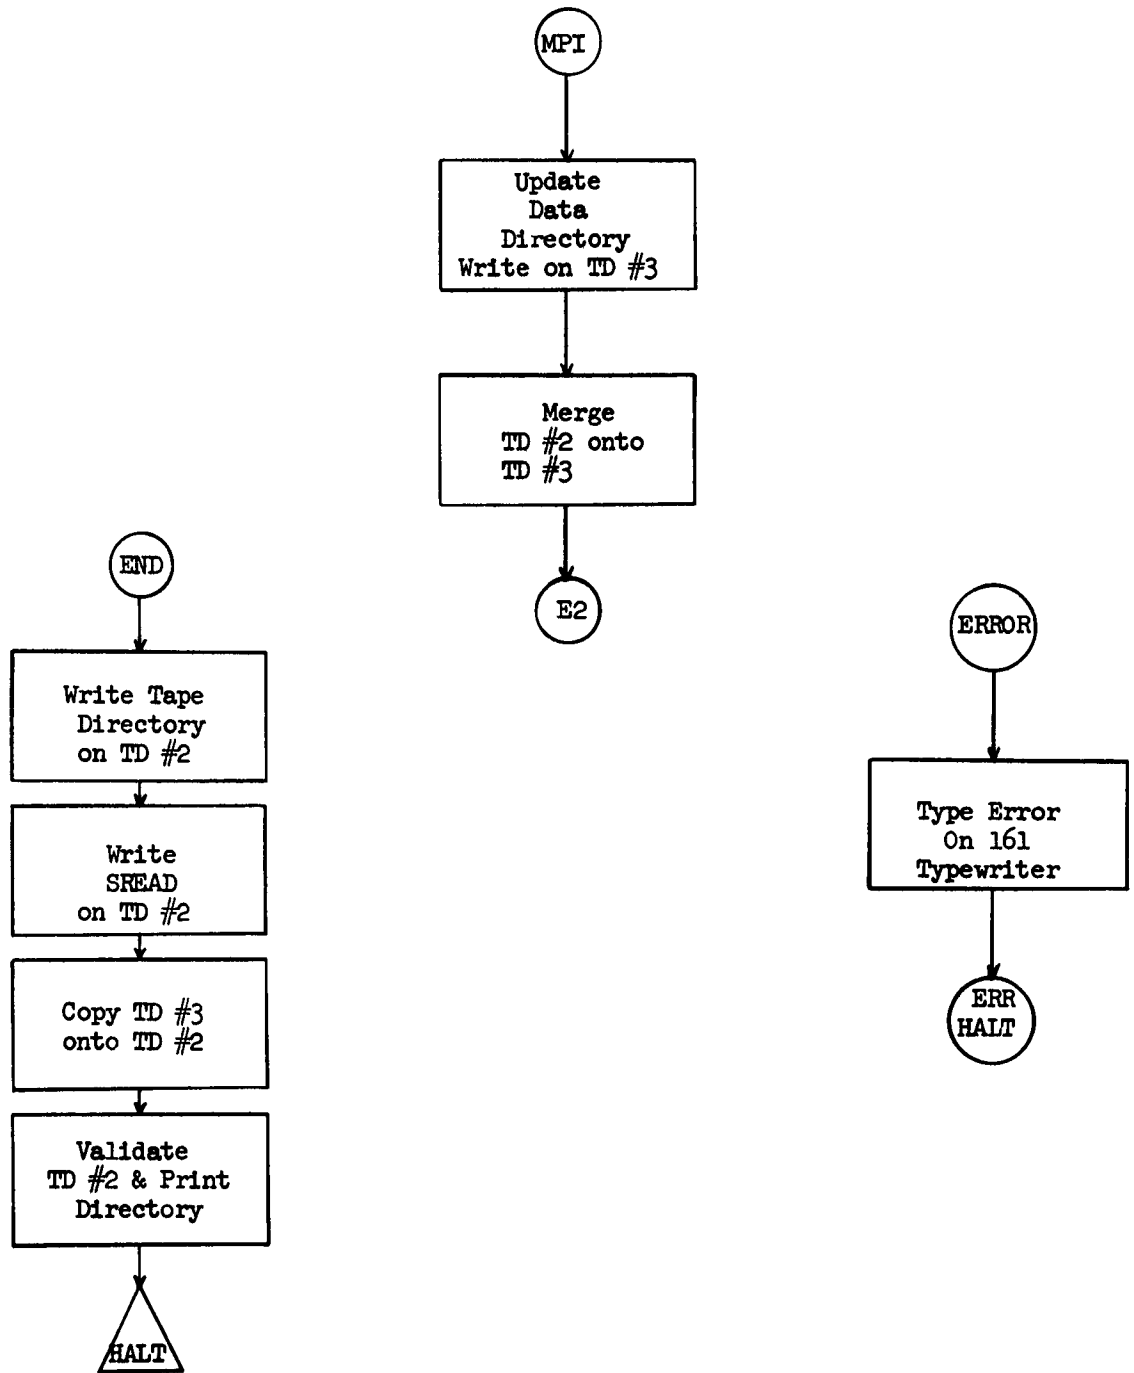 MPI
Update
Data
Directory
Write on TD #3
Merge
TD #2 onto
TD #3
E2
END
Write Tape
Directory
on TD #2
Write
SREAD
on TD #2
Copy TD #3
onto TD #2
Validate
TD #2 & Print
Directory
HALT
ERROR
Type Error
On 161
Typewriter
ERR
HALT